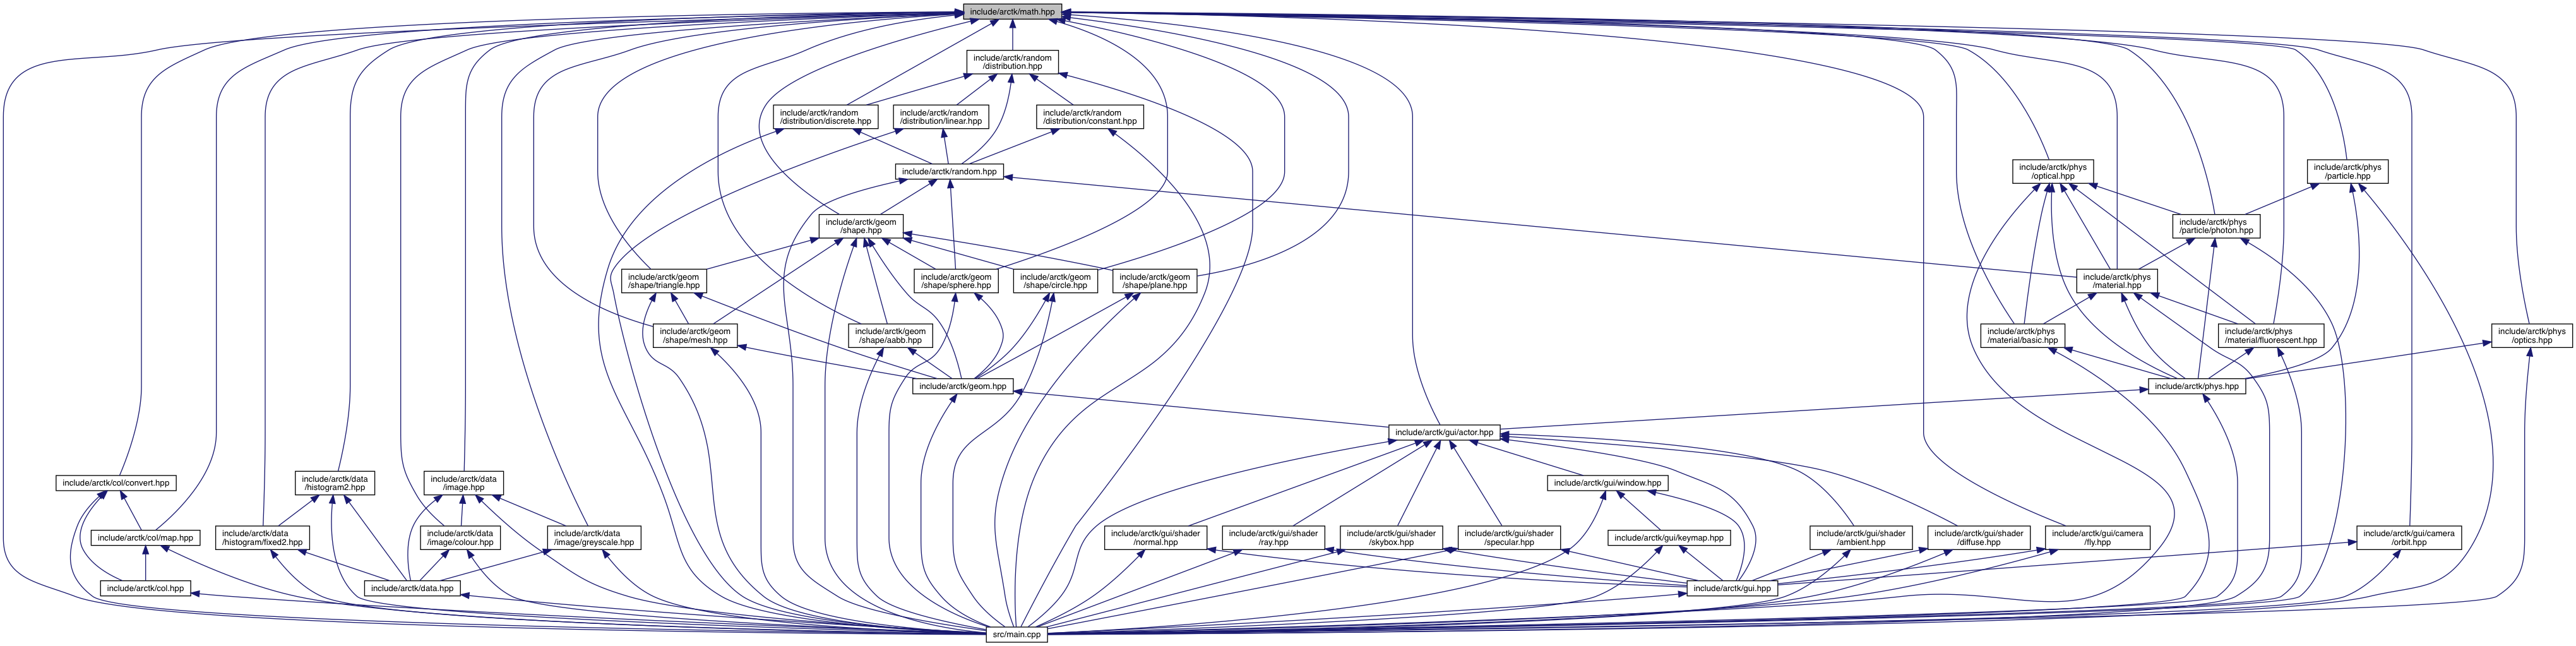 include/arctk/math.hpp
include/arctk/random
/distribution.hpp
include/arctk/random
/distribution/discrete.hpp
include/arctk/random
/distribution/linear.hpp
include/arctk/random
/distribution/constant.hpp
include/arctk/random.hpp
include/arctk/phys
/optical.hpp
include/arctk/phys
/particle.hpp
include/arctk/geom
/shape.hpp
include/arctk/phys
/particle/photon.hpp
include/arctk/geom
/shape/triangle.hpp
include/arctk/geom
/shape/sphere.hpp
include/arctk/geom
/shape/circle.hpp
include/arctk/geom
/shape/plane.hpp
include/arctk/phys
/material.hpp
include/arctk/geom
/shape/mesh.hpp
include/arctk/geom
/shape/aabb.hpp
include/arctk/phys
/material/basic.hpp
include/arctk/phys
/material/fluorescent.hpp
include/arctk/phys
/optics.hpp
include/arctk/geom.hpp
include/arctk/phys.hpp
include/arctk/gui/actor.hpp
include/arctk/col/convert.hpp
include/arctk/data
/histogram2.hpp
include/arctk/data
/image.hpp
include/arctk/gui/window.hpp
include/arctk/col/map.hpp
include/arctk/data
/histogram/fixed2.hpp
include/arctk/data
/image/colour.hpp
include/arctk/data
/image/greyscale.hpp
include/arctk/gui/shader
/normal.hpp
include/arctk/gui/shader
/ray.hpp
include/arctk/gui/shader
/skybox.hpp
include/arctk/gui/shader
/specular.hpp
include/arctk/gui/keymap.hpp
include/arctk/gui/shader
/ambient.hpp
include/arctk/gui/shader
/diffuse.hpp
include/arctk/gui/camera
/fly.hpp
include/arctk/gui/camera
/orbit.hpp
include/arctk/col.hpp
include/arctk/data.hpp
include/arctk/gui.hpp
src/main.cpp